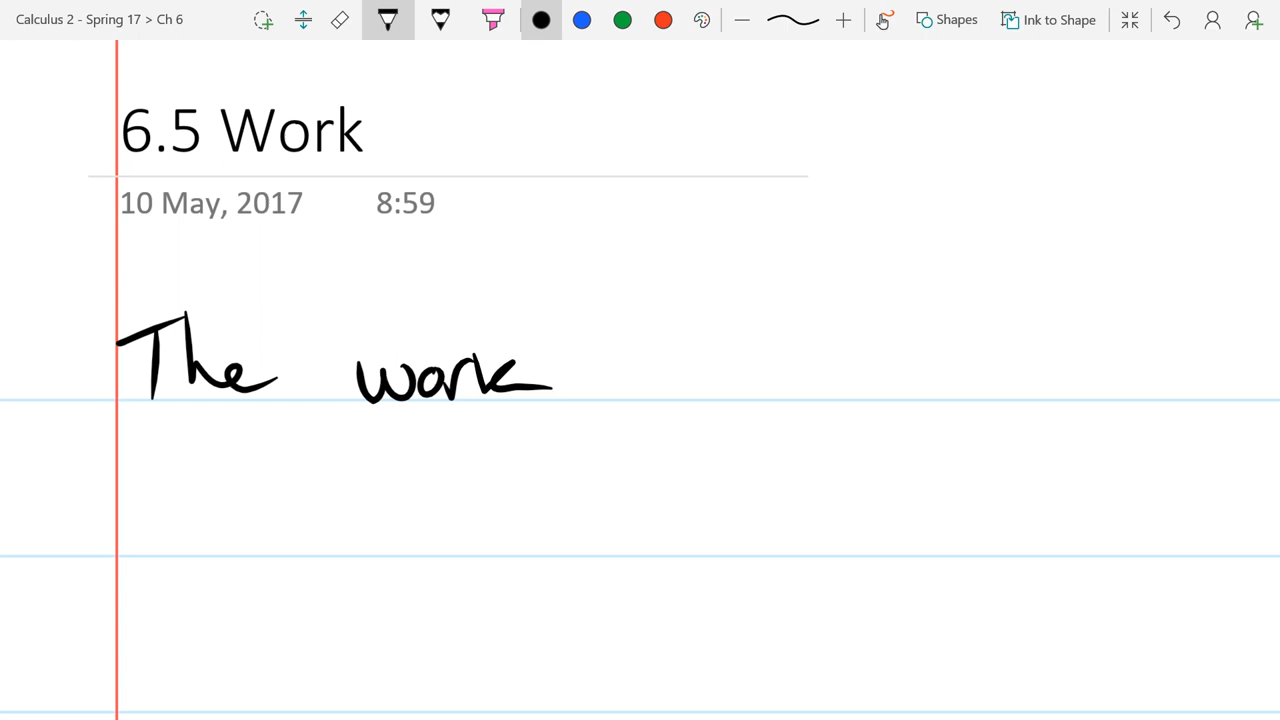 Calculus 2 - Spring 17 > Ch 6 Shapes Ink to Shape
6.5 Work
10 May, 2017 8:59
The work